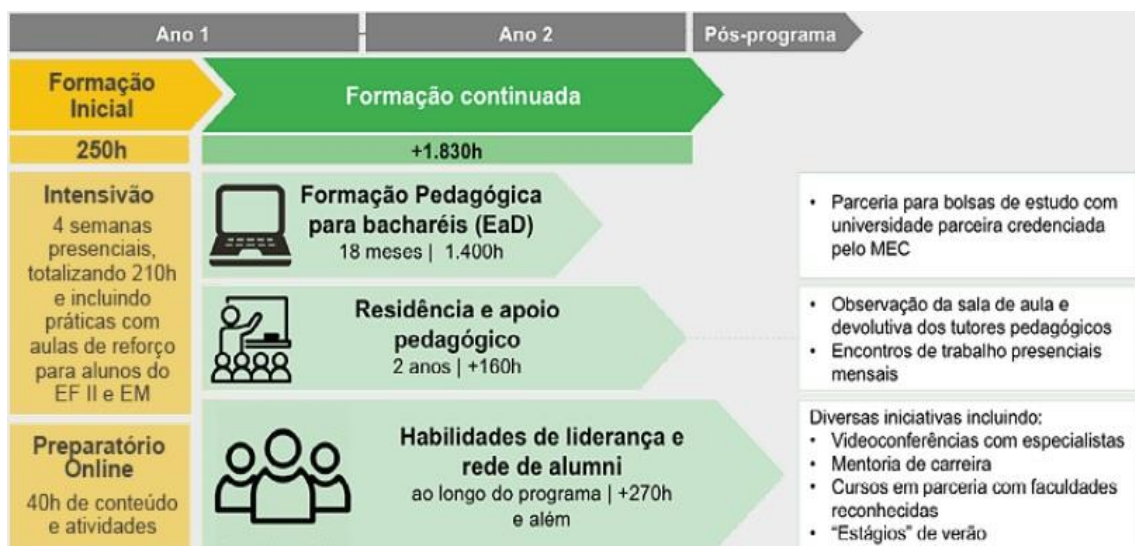 Ano 1
Ano 2
Pós-programa
Formação
Inicial
Formação continuada
250h
+1.830h
Intensivão
4 semanas
presenciais,
totalizando 210h
e incluindo
práticas com
aulas de reforço
para alunos do
EF II e EM
Preparatório
Online
40h de conteúdo
e atividades
Formação Pedagógica
para bacharéis (EaD)
18 meses | 1.400h
• Parceria para bolsas de estudo com
universidade parceira credenciada
pelo MEC
Residência e apoio
pedagógico
2 anos | +160h
• Observação da sala de aula e
devolutiva dos tutores pedagógicos
• Encontros de trabalho presenciais
mensais
Habilidades de liderança e
rede de alumni
ao longo do programa | +270h
e além
Diversas iniciativas incluindo:
• Videoconferências com especialistas
• Mentoria de carreira
• Cursos em parceria com faculdades
reconhecidas
• “Estágios” de verão